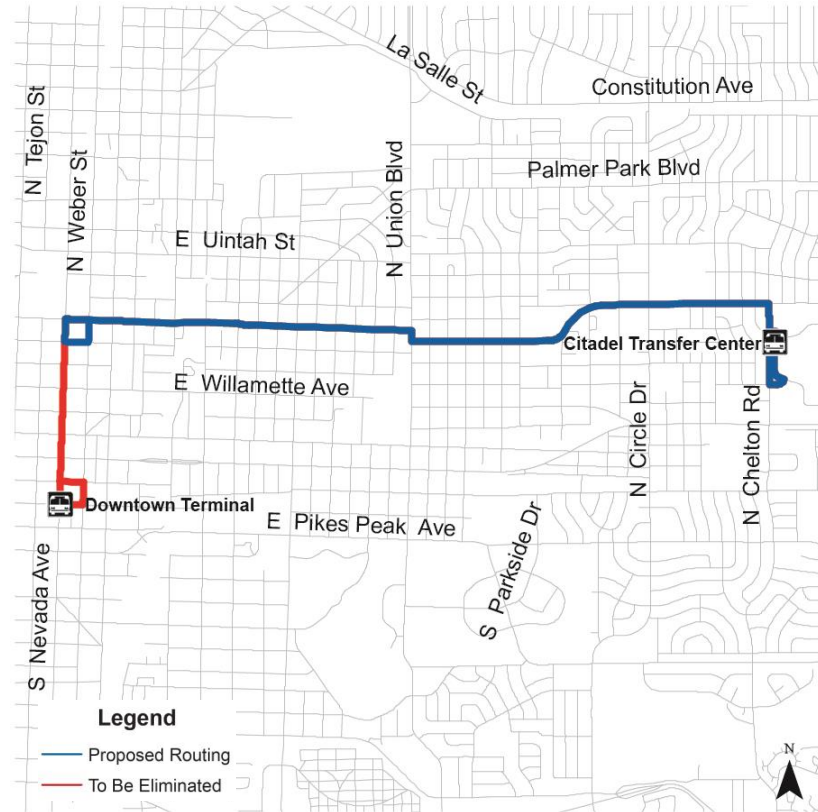 La Salle St
Constitution Ave
N Tejon St
N Weber St
N Union Blvd
Palmer Park Blvd
E Uintah St
Citadel Transfer Center
E Willamette Ave
N Circle Dr
N Chelton Rd
Downtown Terminal
E Pikes Peak Ave
S Parkside Dr
S Nevada Ave
Legend
Proposed Routing
To Be Eliminated
N